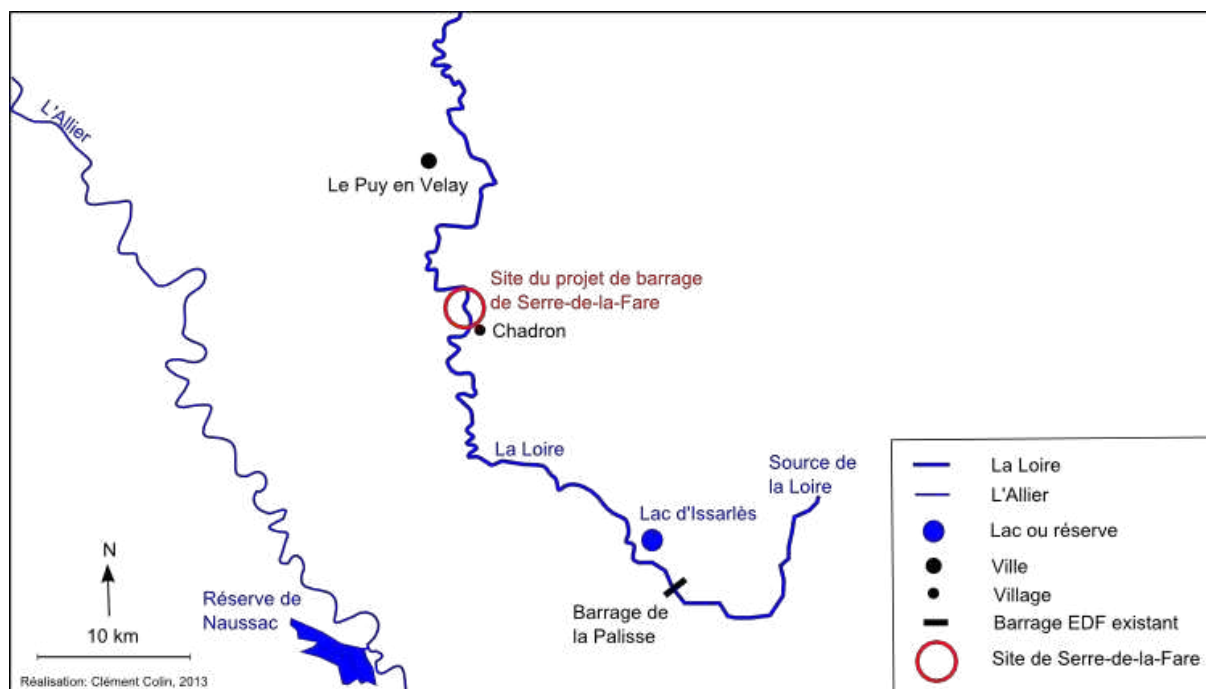 L'Allier
Le Puy en Velay
Site du projet de barrage
de Serre-de-la-Fare
Chadron
La Loire
Source de
la Loire
Lac d'Issarlès
Barrage de
la Palisse
Réserve de
Naussac
N
10 km
Réalisation: Clément Colin, 2013
La Loire
L'Allier
Lac ou réserve
Ville
Village
Barrage EDF existant
Site de Serre-de-la-Fare